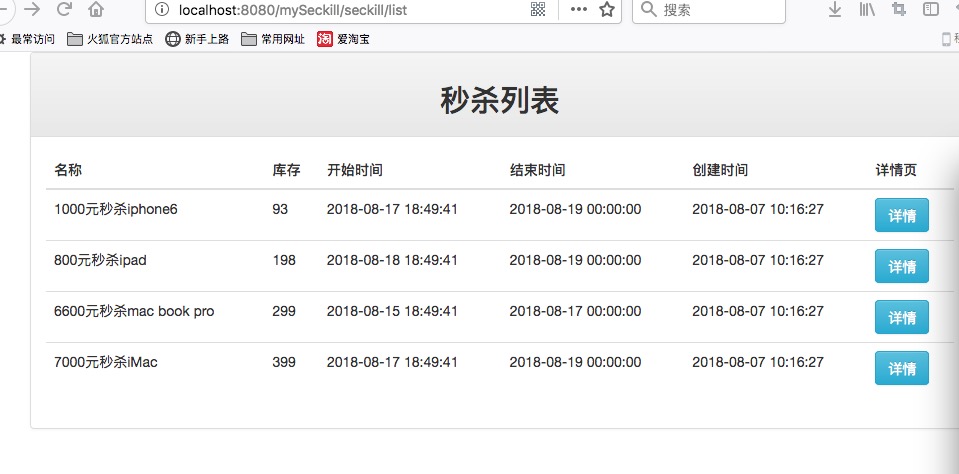 localhost:8080/mySeckill/seckill/list
搜索
最常访问 火狐官方站点 新手上路 常用网址 淘 爱淘宝
秒杀列表
名称 库存 开始时间 结束时间 创建时间 详情页
1000元秒杀iphone6 93 2018-08-17 18:49:41 2018-08-19 00:00:00 2018-08-07 10:16:27 详情
800元秒杀ipad 198 2018-08-18 18:49:41 2018-08-19 00:00:00 2018-08-07 10:16:27 详情
6600元秒杀mac book pro 299 2018-08-15 18:49:41 2018-08-17 00:00:00 2018-08-07 10:16:27 详情
7000元秒杀iMac 399 2018-08-17 18:49:41 2018-08-19 00:00:00 2018-08-07 10:16:27 详情